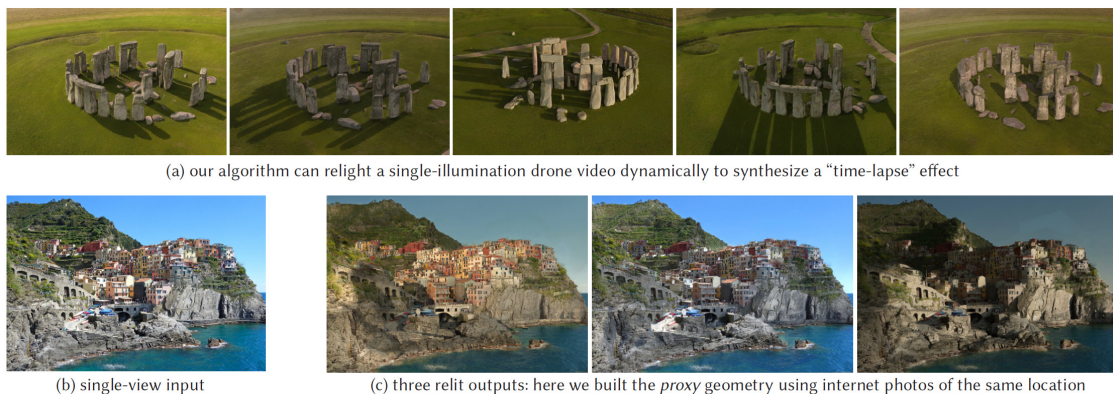 (a) our algorithm can relight a single-illumination drone video dynamically to synthesize a “time-lapse” effect
(b) single-view input
(c) three relit outputs: here we built the proxy geometry using internet photos of the same location